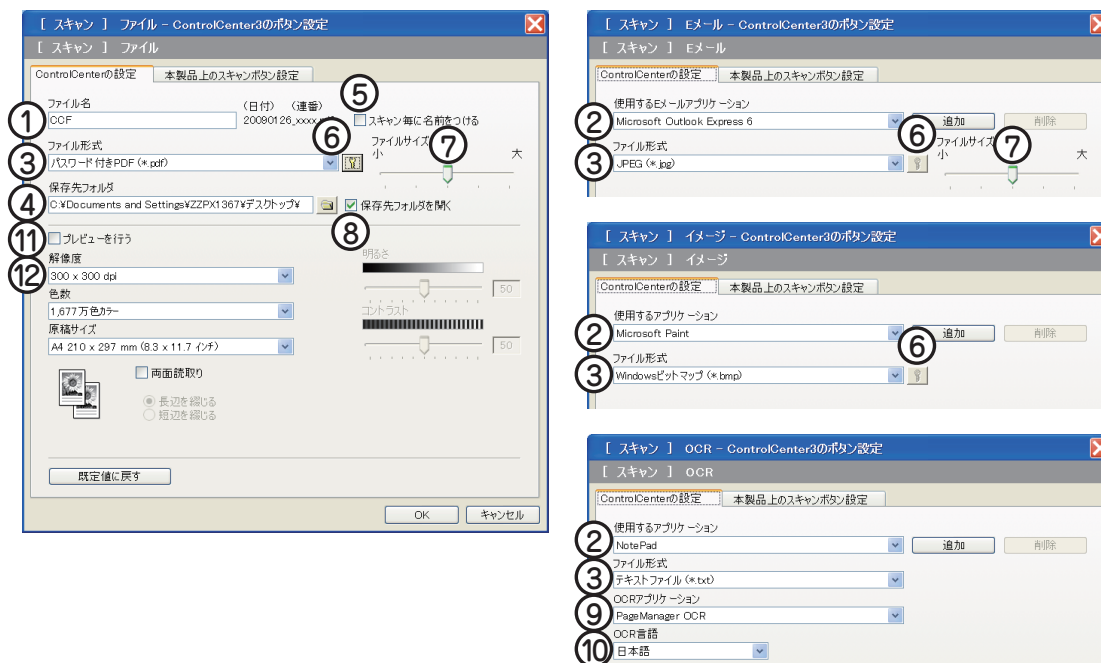 [ スキャン ] ファイル - ControlCenter3のボタン設定
[ スキャン ] ファイル
ControlCenterの設定 本製品上のスキャンボタン設定
⑤
ファイル名 (日付) (連番)
① CCF 20090126_xxxx スキャン毎に名前をつける
⑥ ファイルサイズ ⑦
ファイル形式 小 大
③ パスワード付きPDF (*.pdf)
保存先フォルダ
④ C:¥Documents and Settings¥ZZPX1367¥デスクトップ¥ 保存先フォルダを開く
⑧
⑪ プレビューを行う
解像度 明るさ
⑫ 300 x 300 dpi 50
色数
1,677万色カラー コントラスト
原稿サイズ
A4 210 x 297 mm (8.3 x 11.7 インチ) 50
両面読取り
長辺を綴じる
短辺を綴じる
既定値に戻す
OK キャンセル
[ スキャン ] Eメール - ControlCenter3のボタン設定
[ スキャン ] Eメール
ControlCenterの設定 本製品上のスキャンボタン設定
使用するEメールアプリケーション
② Microsoft Outlook Express 6 追加 削除
ファイル形式 ⑥ ファイルサイズ ⑦
③ JPEG (*.jpg) 小 大
[ スキャン ] イメージ - ControlCenter3のボタン設定
[ スキャン ] イメージ
ControlCenterの設定 本製品上のスキャンボタン設定
使用するアプリケーション
② Microsoft Paint 追加 削除
ファイル形式 ⑥
③ Windowsビットマップ (*.bmp)
[ スキャン ] OCR - ControlCenter3のボタン設定
[ スキャン ] OCR
ControlCenterの設定 本製品上のスキャンボタン設定
使用するアプリケーション
② NotePad 追加 削除
ファイル形式
③ テキストファイル (*.txt)
OCRアプリケーション
⑨ PageManager OCR
OCR言語
⑩ 日本語